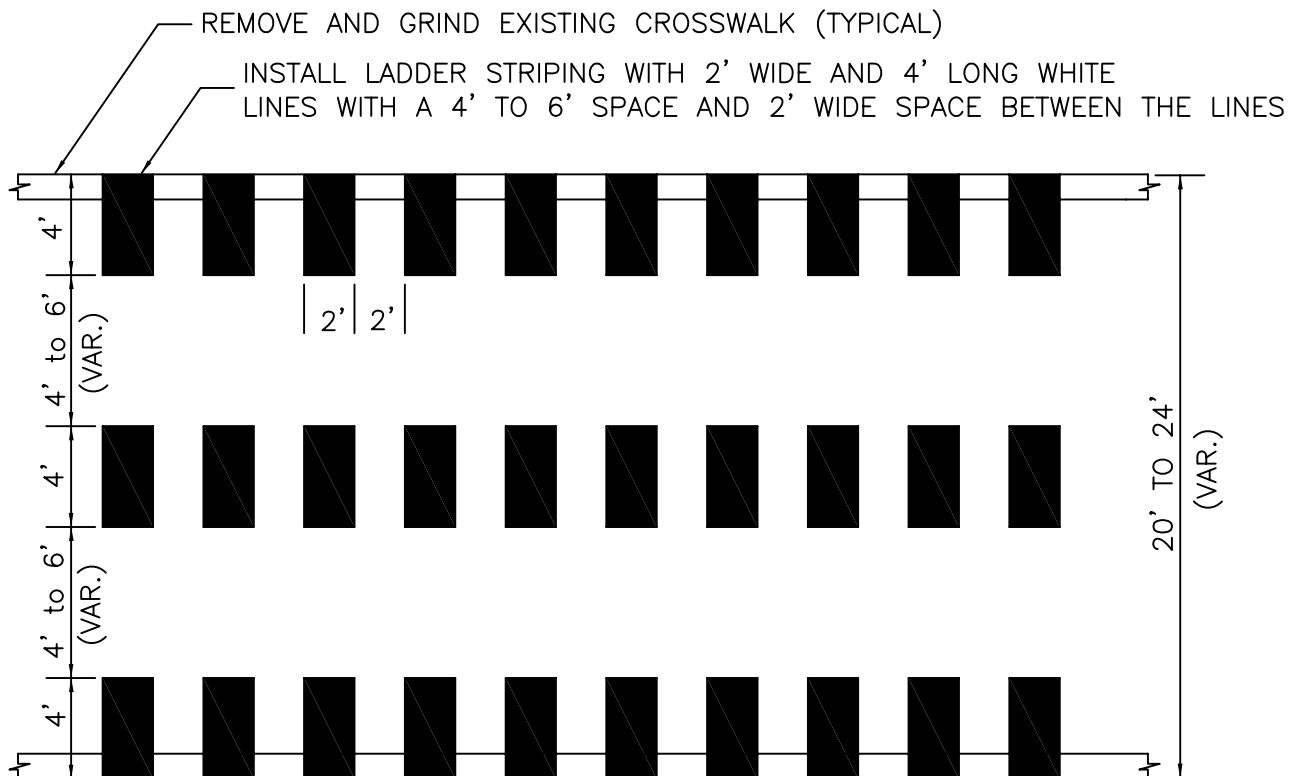 REMOVE AND GRIND EXISTING CROSSWALK (TYPICAL)
INSTALL LADDER STRIPING WITH 2' WIDE AND 4' LONG WHITE
LINES WITH A 4' TO 6' SPACE AND 2' WIDE SPACE BETWEEN THE LINES
4'
4' to 6'
(VAR.)
2' 2'
4'
20' TO 24'
(VAR.)
4' to 6'
(VAR.)
4'